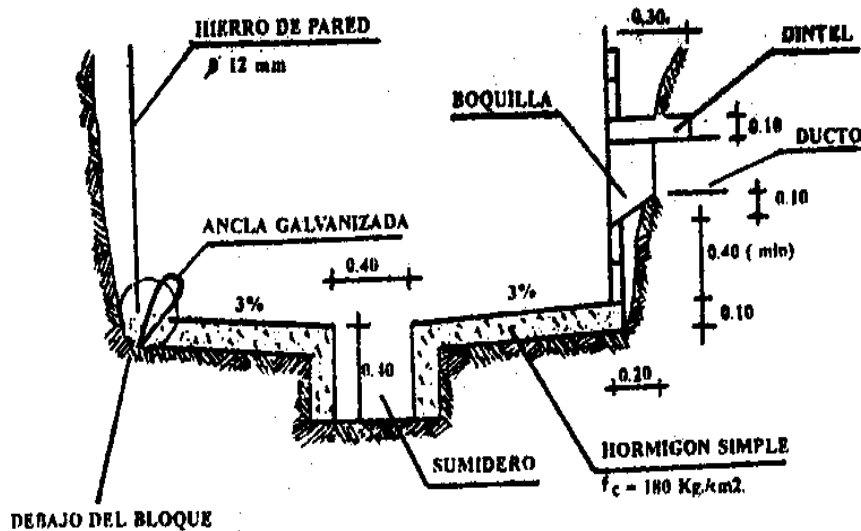 HIERRO DE PARED
Ø 12 mm
0.30
DINTEL
BOQUILLA
0.10
DUCTO
0.10
ANCLA GALVANIZADA
0.40
0.40 ( min)
3%
3%
0.10
0.40
0.20
SUMIDERO
HORMIGON SIMPLE
f'c = 180 Kg./cm2.
DEBAJO DEL BLOQUE